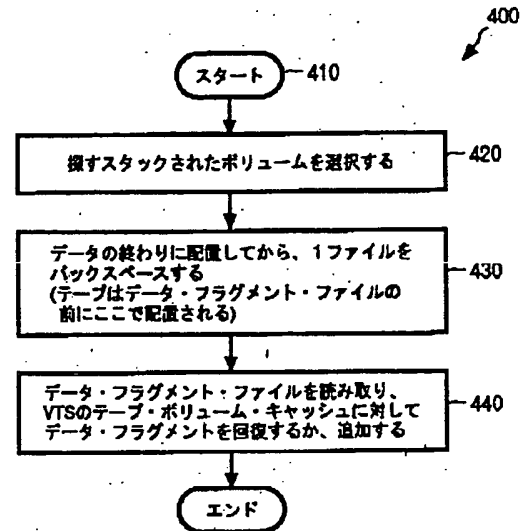 400
スタート
410
探すスタックされたボリュームを選択する
420
データの終わりに配置してから、1ファイルを
バックスペースする
(テープはデータ・フラグメント・ファイルの
前にここで配置される)
430
データ・フラグメント・ファイルを読み取り、
VTSのテープ・ボリューム・キャッシュに対して
データ・フラグメントを回復するか、追加する
440
エンド